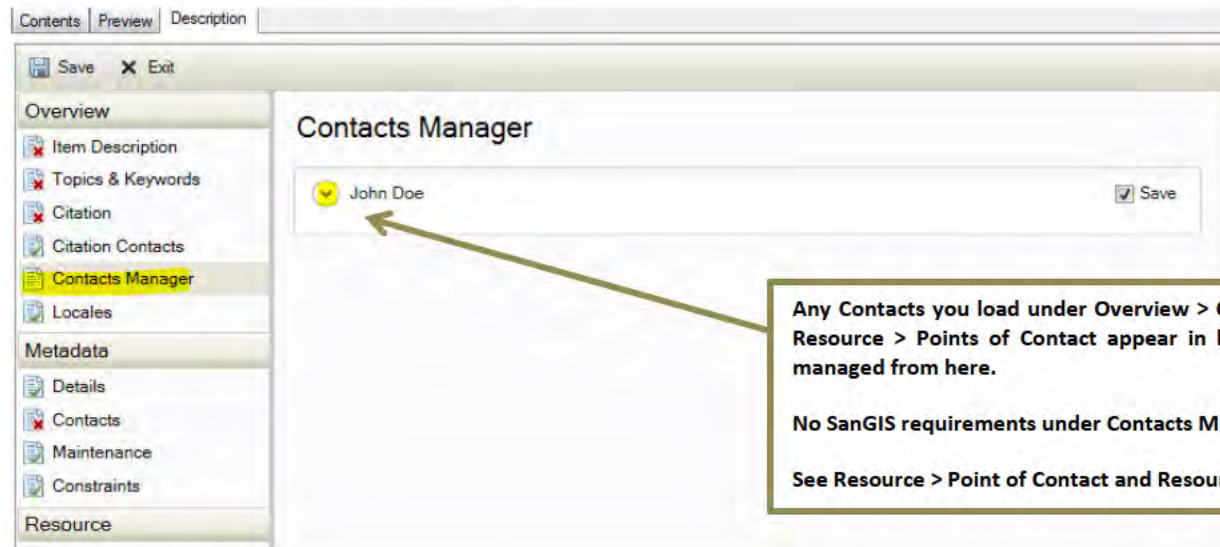 Contents Preview Description
Save Exit
Overview
Item Description
Topics & Keywords
Citation
Citation Contacts
Contacts Manager
Locales
Metadata
Details
Contacts
Maintenance
Constraints
Resource
Contacts Manager
John Doe Save
Any Contacts you load under Overview >
Resource > Points of Contact appear in
managed from here.
No SanGIS requirements under Contacts
See Resource > Point of Contact and